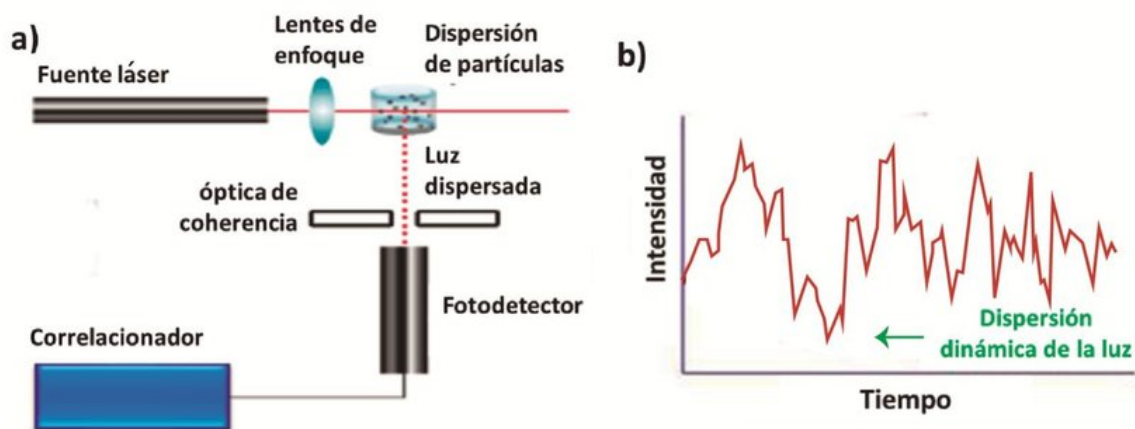 a)
Fuente láser
Lentes de
enfoque
Dispersión
de partículas
Luz
dispersada
óptica de
coherencia
Fotodetector
Correlacionador
b)
Intensidad
Dispersión
dinámica de la luz
Tiempo